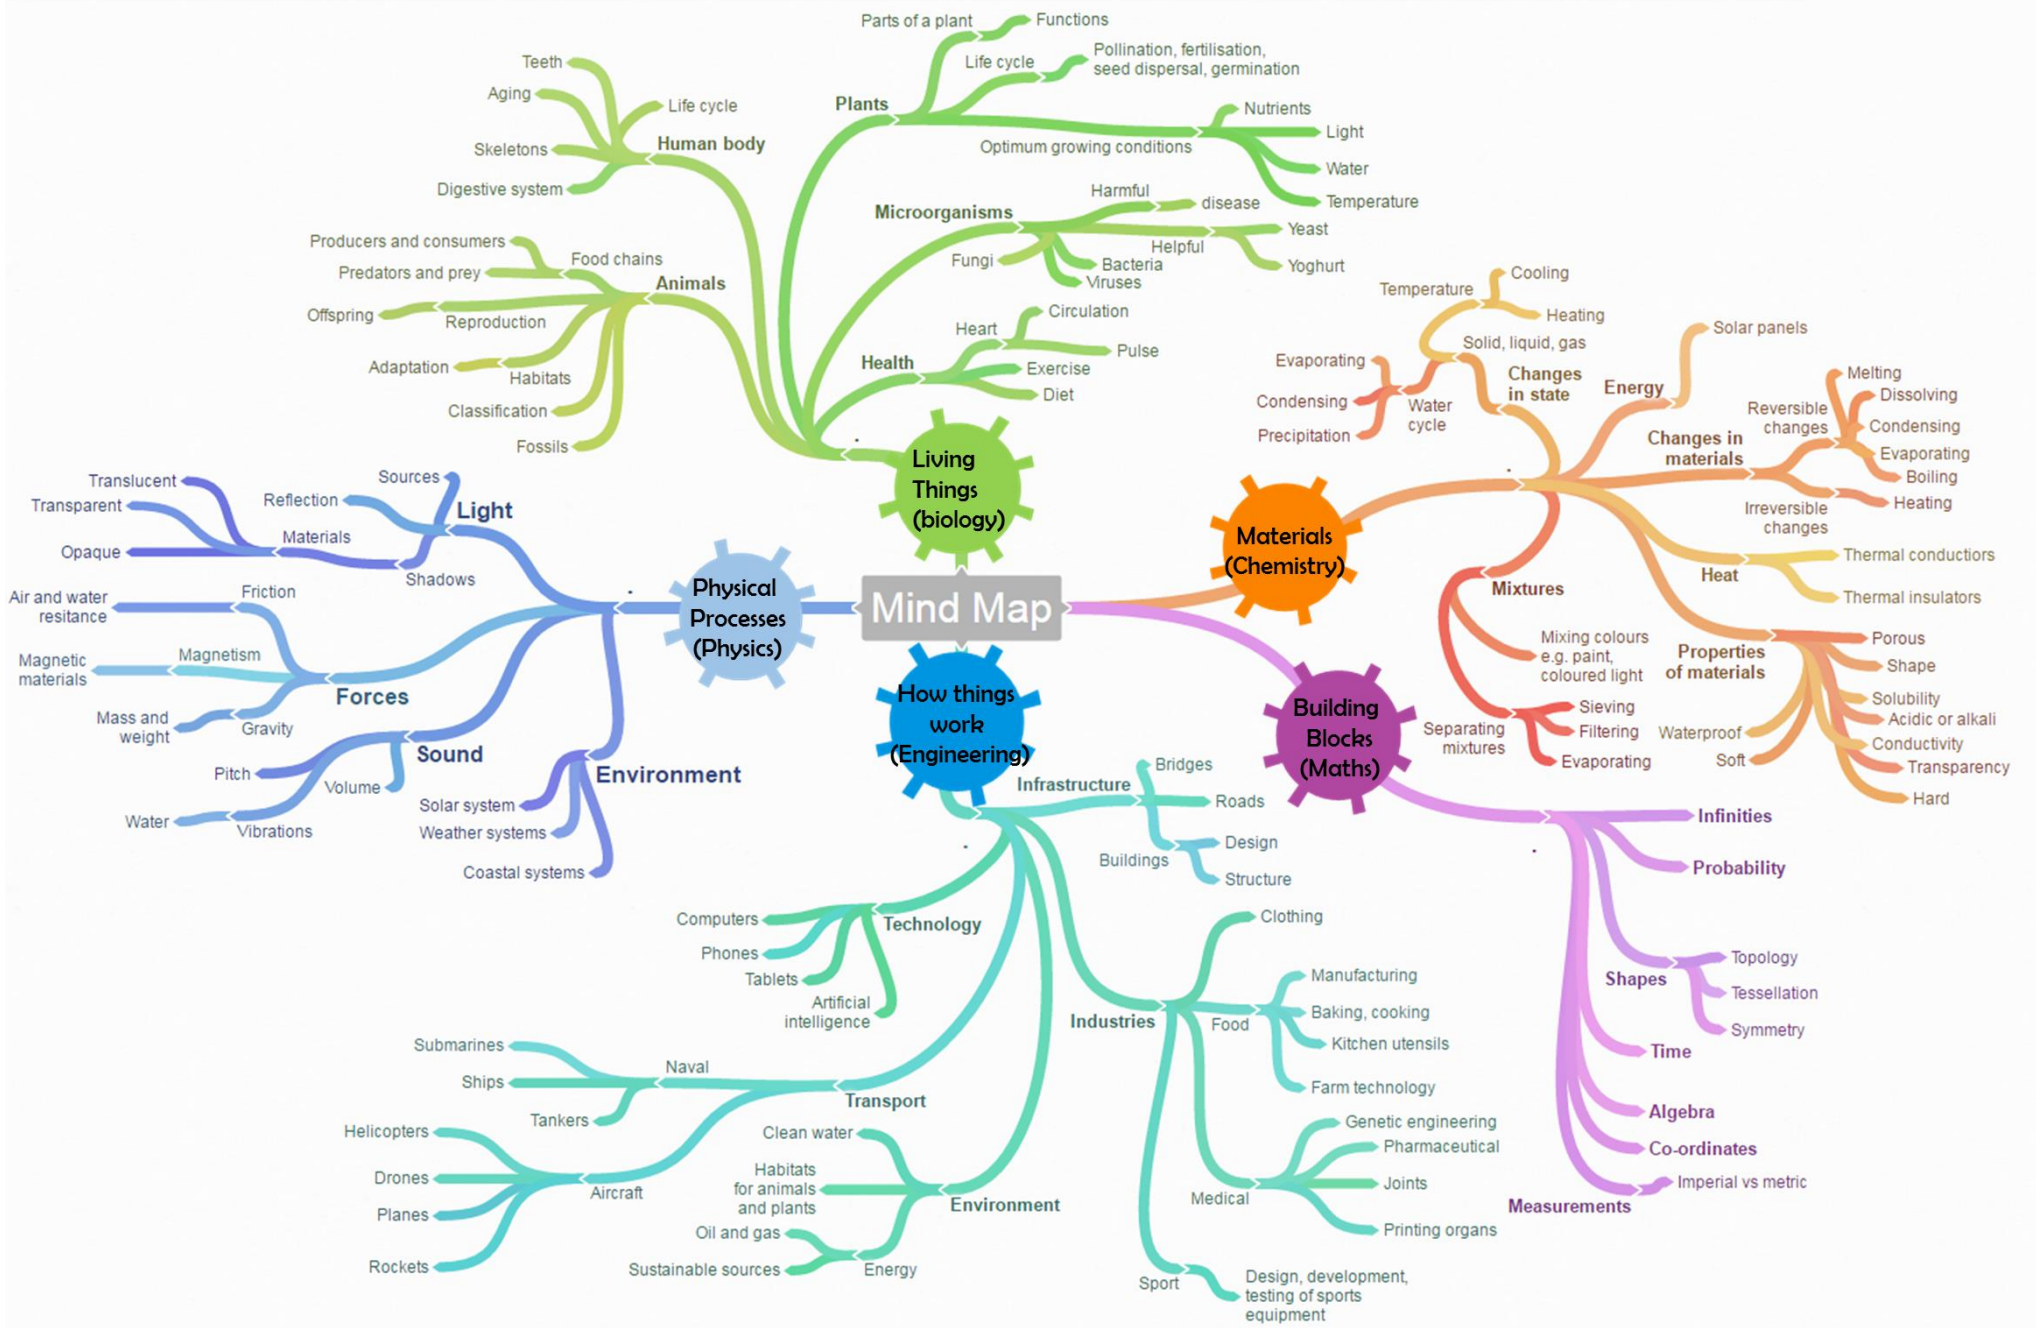 Parts of a plant
Functions
Life cycle
Pollination, fertilisation,
seed dispersal, germination
Plants
Nutrients
Light
Optimum growing conditions
Water
Temperature
Teeth
Aging
Life cycle
Skeletons
Human body
Digestive system
Harmful
disease
Microorganisms
Yeast
Helpful
Yoghurt
Fungi
Bacteria
Viruses
Producers and consumers
Food chains
Predators and prey
Animals
Offspring
Reproduction
Adaptation
Habitats
Classification
Fossils
Circulation
Heart
Pulse
Health
Exercise
Diet
Living
Things
(biology)
Cooling
Temperature
Heating
Solid, liquid, gas
Evaporating
Changes
in state
Condensing
Water
cycle
Precipitation
Solar panels
Energy
Melting
Dissolving
Reversible
changes
Condensing
Changes in
materials
Evaporating
Boiling
Heating
Irreversible
changes
Materials
(Chemistry)
Thermal conductiors
Heat
Thermal insulators
Mixtures
Mixing colours
e.g. paint,
coloured light
Separating
mixtures
Sieving
Filtering
Evaporating
Properties
of materials
Porous
Shape
Solubility
Acidic or alkali
Waterproof
Conductivity
Soft
Transparency
Hard
Translucent
Sources
Transparent
Reflection
Light
Opaque
Materials
Shadows
Air and water
resitance
Friction
Magnetic
materials
Magnetism
Forces
Mass and
weight
Gravity
Pitch
Sound
Volume
Water
Vibrations
Environment
Solar system
Weather systems
Coastal systems
Physical
Processes
(Physics)
Mind Map
How things
work
(Engineering)
Building
Blocks
(Maths)
Infrastructure
Bridges
Roads
Design
Buildings
Structure
Computers
Technology
Phones
Tablets
Artificial
intelligence
Clothing
Manufacturing
Industries
Food
Baking, cooking
Kitchen utensils
Farm technology
Genetic engineering
Pharmaceutical
Medical
Joints
Printing organs
Sport
Design, development,
testing of sports
equipment
Submarines
Naval
Ships
Transport
Tankers
Helicopters
Drones
Aircraft
Planes
Rockets
Clean water
Habitats
for animals
and plants
Environment
Oil and gas
Sustainable sources
Energy
Infinities
Probability
Shapes
Topology
Tessellation
Symmetry
Time
Algebra
Co-ordinates
Imperial vs metric
Measurements